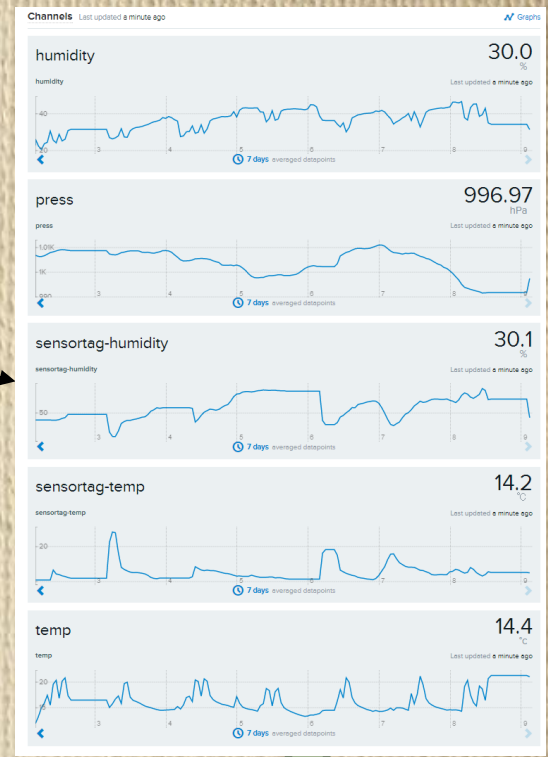 Channels Last updated a minute ago Graphs
humidity 30.0
%
humidity Last updated a minute ago
40
20 3 4 5 6 7 8 9
7 days averaged datapoints
press 996.97
hPa
press Last updated a minute ago
1.01K
1K
990 3 4 5 6 7 8 9
7 days averaged datapoints
sensortag-humidity 30.1
%
sensortag-humidity Last updated a minute ago
50
3 4 5 6 7 8 9
7 days averaged datapoints
sensortag-temp 14.2
°C
sensortag-temp Last updated a minute ago
20
3 4 5 6 7 8 9
7 days averaged datapoints
temp 14.4
°C
temp Last updated a minute ago
20
15 3 4 5 6 7 8 9
7 days averaged datapoints